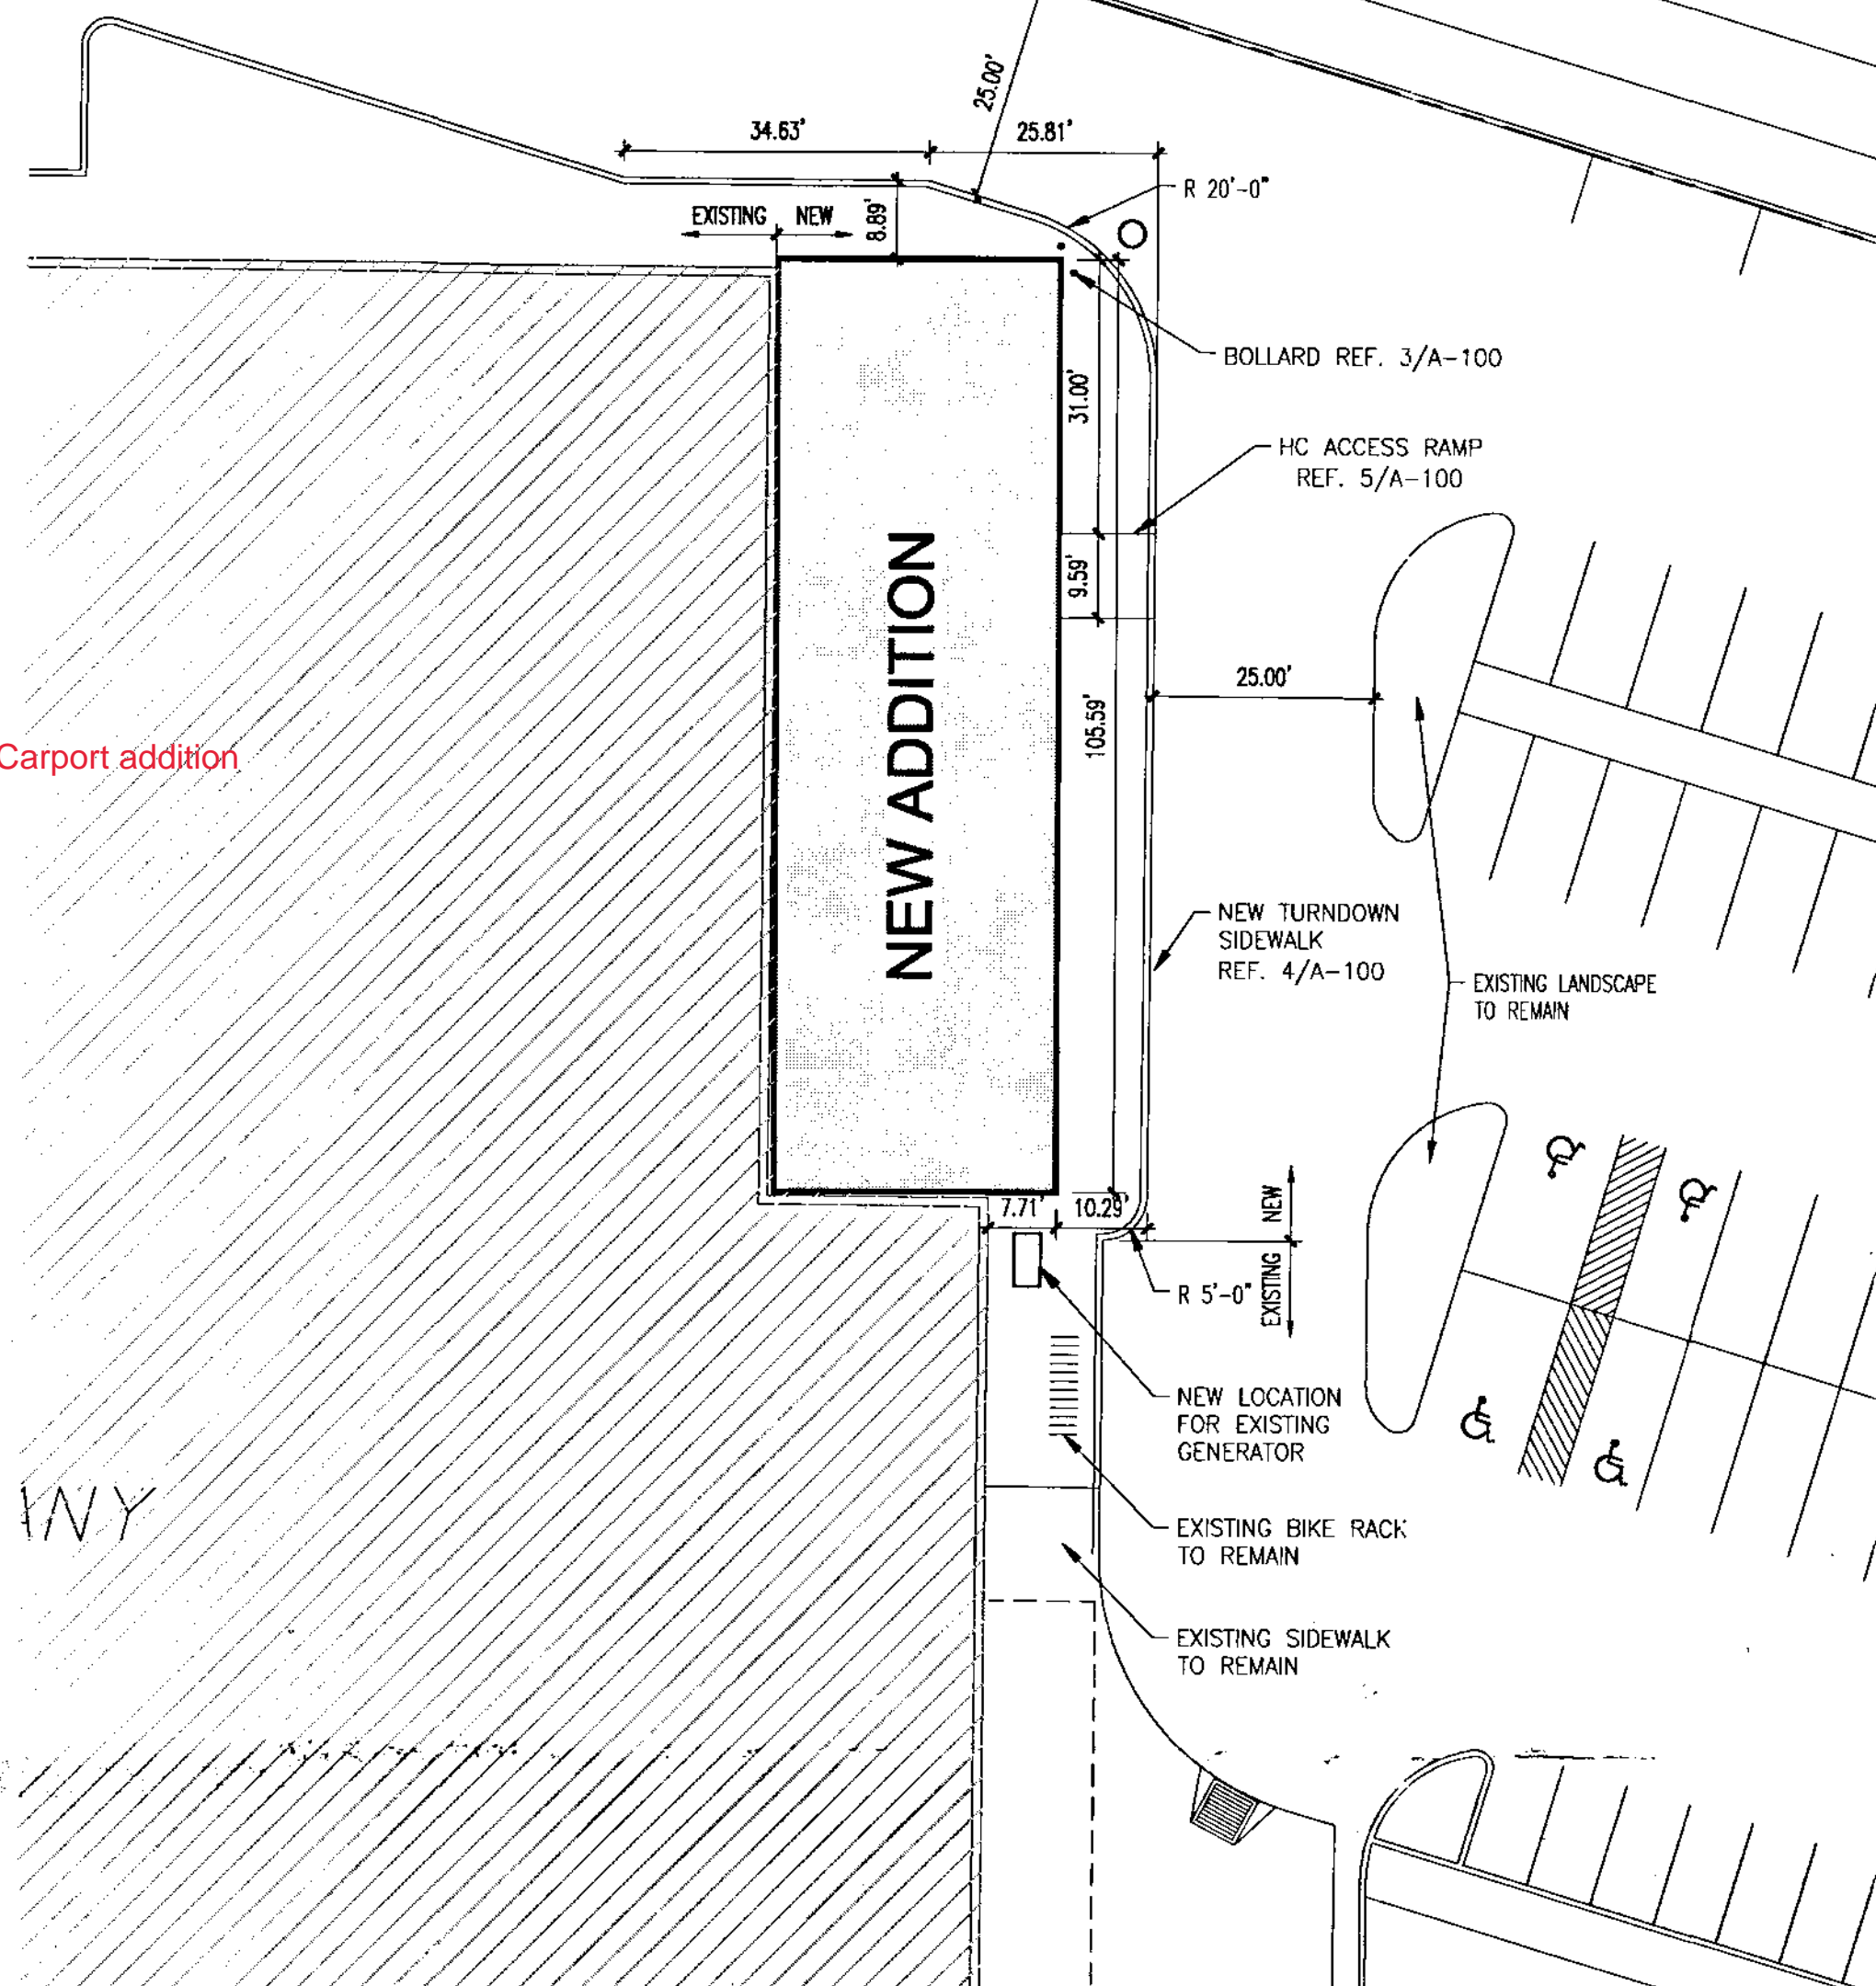 25.00'
34.63'
25.81'
R 20'-0"
EXISTING
NEW
8.89'
BOLLARD REF. 3/A-100
31.00'
HC ACCESS RAMP
REF. 5/A-100
9.59'
NEW ADDITION
25.00'
105.59'
Carport addition
NEW TURNDOWN
SIDEWALK
REF. 4/A-100
EXISTING LANDSCAPE
TO REMAIN
7.71'
10.29'
NEW
EXISTING
R 5'-0"
NEW LOCATION
FOR EXISTING
GENERATOR
EXISTING BIKE RACK
TO REMAIN
EXISTING SIDEWALK
TO REMAIN